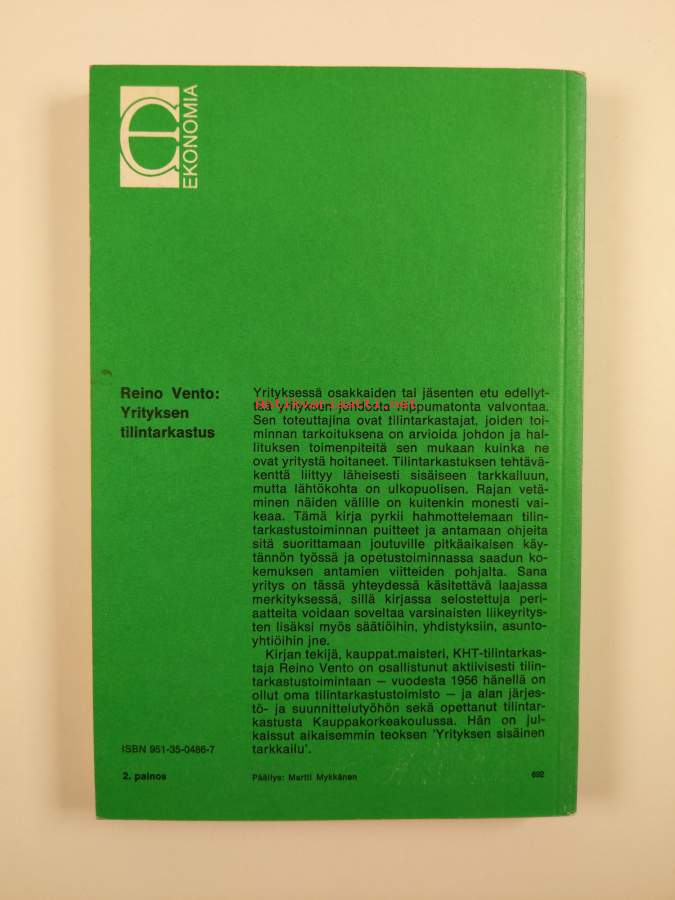 EKONOMIA
Reino Vento:
Yrityksen
tilintarkastus
Yrityksessä osakkaiden tai jäsenten etu edellyt-
tää yrityksen johdosta riippumatonta valvontaa.
Sen toteuttajina ovat tilintarkastajat, joiden toi-
minnan tarkoituksena on arvioida johdon ja hal-
lituksen toimenpiteitä sen mukaan kuinka ne
ovat yritystä hoitaneet. Tilintarkastuksen tehtävä-
kenttä liittyy läheisesti sisäiseen tarkkailuun,
mutta lähtökohta on ulkopuolisen. Rajan vetä-
minen näiden välille on kuitenkin monesti vai-
keaa. Tämä kirja pyrkii hahmottelemaan tilin-
tarkastustoiminnan puitteet ja antamaan ohjeita
sitä suorittamaan joutuville pitkäaikaisen käy-
tännön työssä ja opetustoiminnassa saadun ko-
kemuksen antamien viitteiden pohjalta. Sana
yritys on tässä yhteydessä käsitettävä laajassa
merkityksessä, sillä kirjassa selostettuja peri-
aatteita voidaan soveltaa varsinaisten liikeyritys-
ten lisäksi myös säätiöihin, yhdistyksiin, asunto-
yhtiöihin jne.
Kirjan tekijä, kauppat.maisteri, KHT-tilintarkas-
taja Reino Vento on osallistunut aktiivisesti tilin-
tarkastustoimintaan — vuodesta 1956 hänellä on
ollut oma tilintarkastustoimisto — ja alan järjes-
tö- ja suunnittelutyöhön sekä opettanut tilintar-
kastusta Kauppakorkeakoulussa. Hän on jul-
kaissut aikaisemmin teoksen 'Yrityksen sisäinen
tarkkailu'.
ISBN 951-35-0486-7
2. painos
Päällys: Martti Mykkänen
692